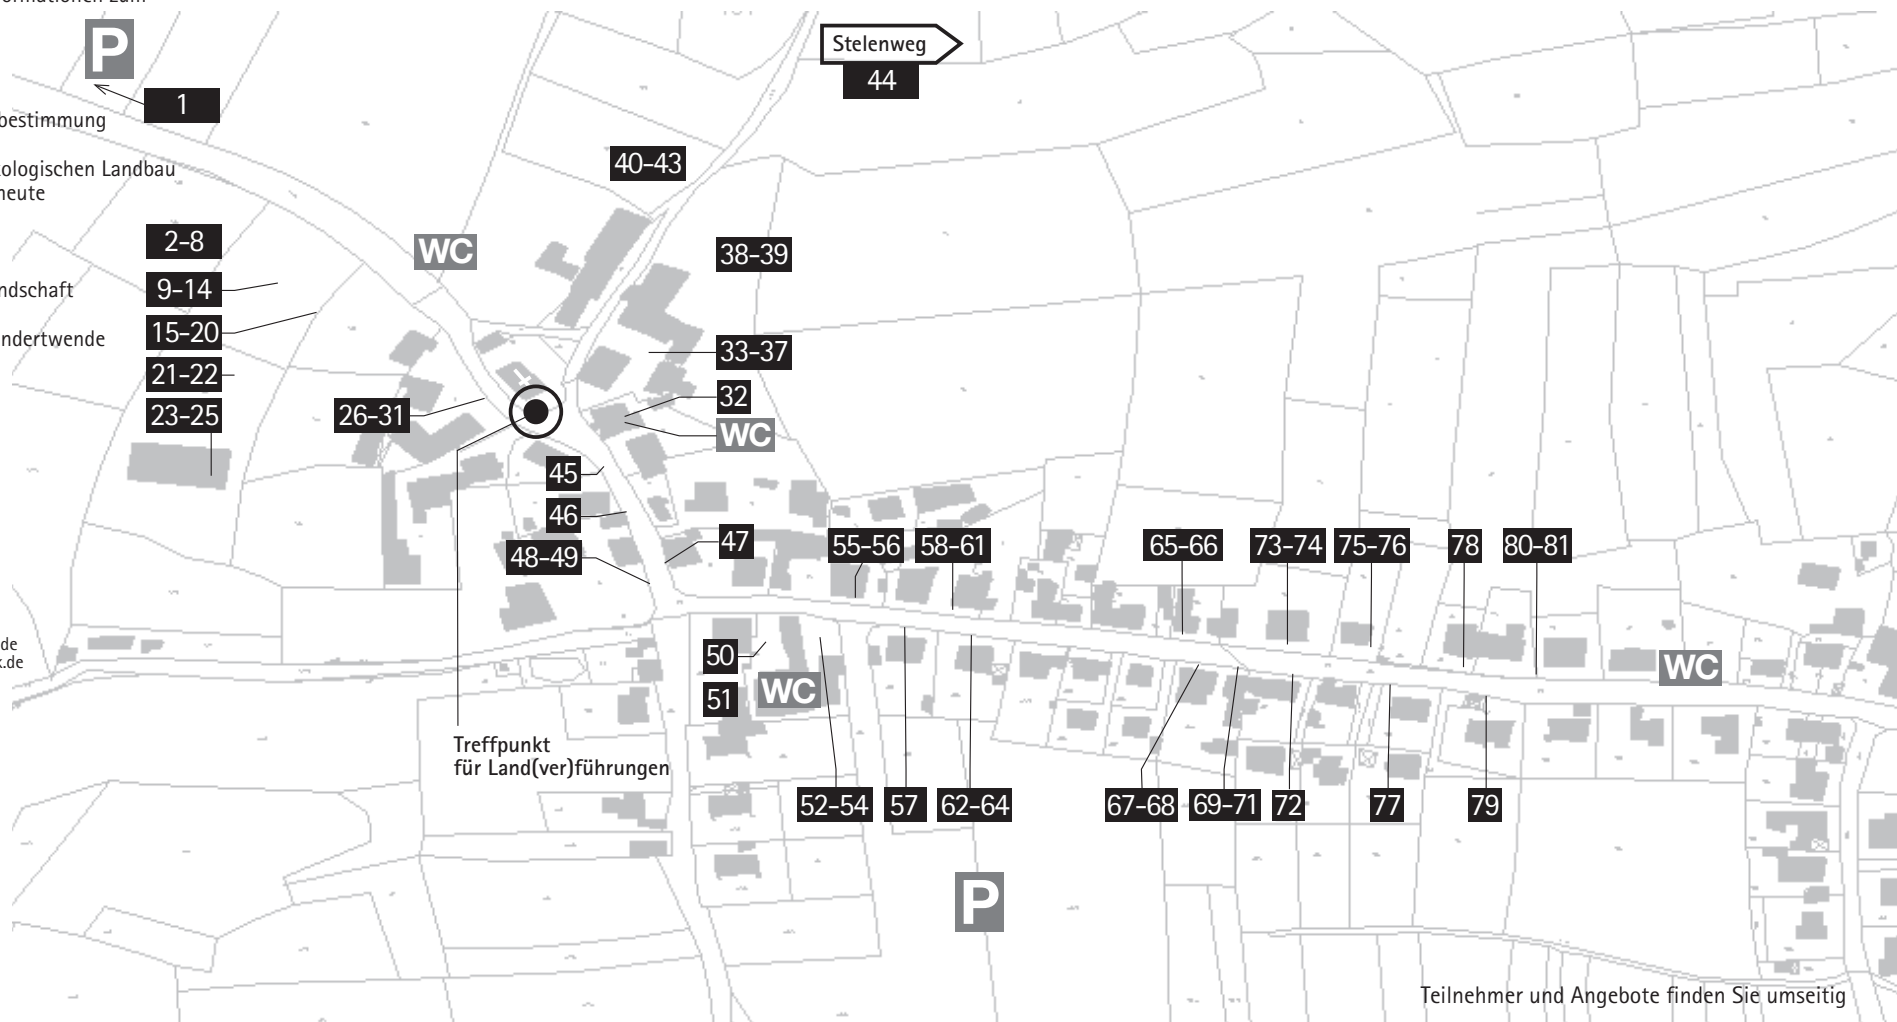 ormationen zum
P
1
bestimmung
ologischen Landbau
heute
2-8
9-14
ndschaft
15-20
ndertwende
21-22
23-25
26-31
WC
Stelenweg
44
40-43
38-39
33-37
32
WC
45
46
48-49
47
50
51
WC
55-56
58-61
65-66
73-74
75-76
78
80-81
WC
de
k.de
Treffpunkt
für Land(ver)führungen
52-54
57
62-64
67-68
69-71
72
77
79
P
Teilnehmer und Angebote finden Sie umseitig